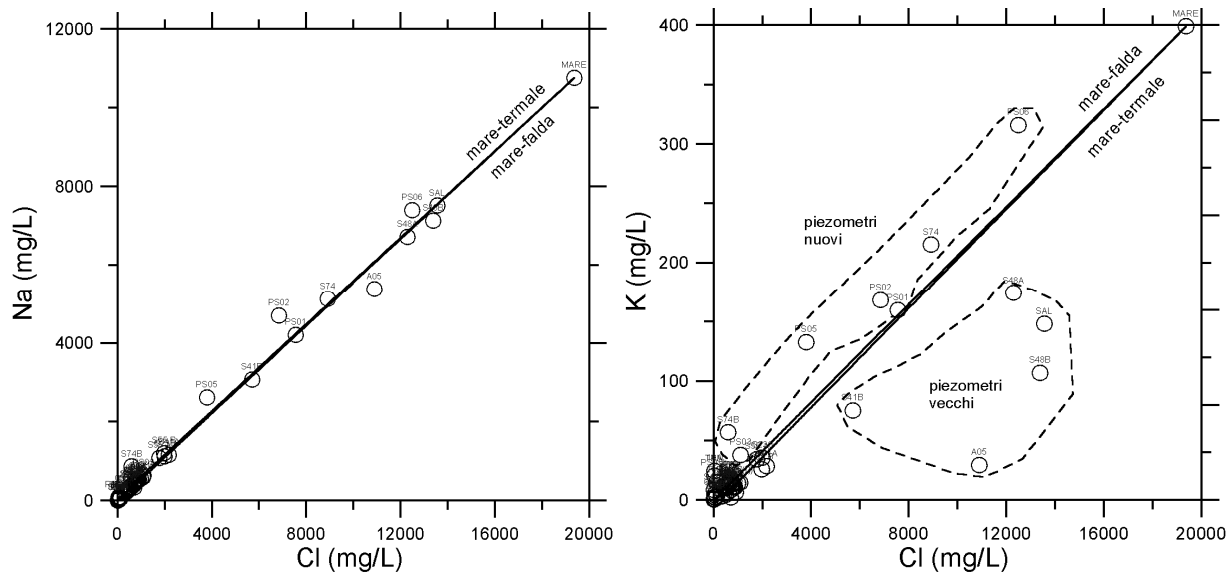 12000
8000
4000
0
Na (mg/L)
MARE
mare-termale
mare-falda
PS06
SAL
S48B
S48A
A05
S74
PS02
PS01
S41B
PS05
S74B
0
4000
8000
12000
16000
20000
Cl (mg/L)
400
300
200
100
0
K (mg/L)
MARE
mare-falda
mare-termale
PS06
piezometri
nuovi
S74
PS02
PS01
PS05
S48A
SAL
S48B
piezometri
vecchi
S41B
A05
S74B
PS03
0
4000
8000
12000
16000
20000
Cl (mg/L)